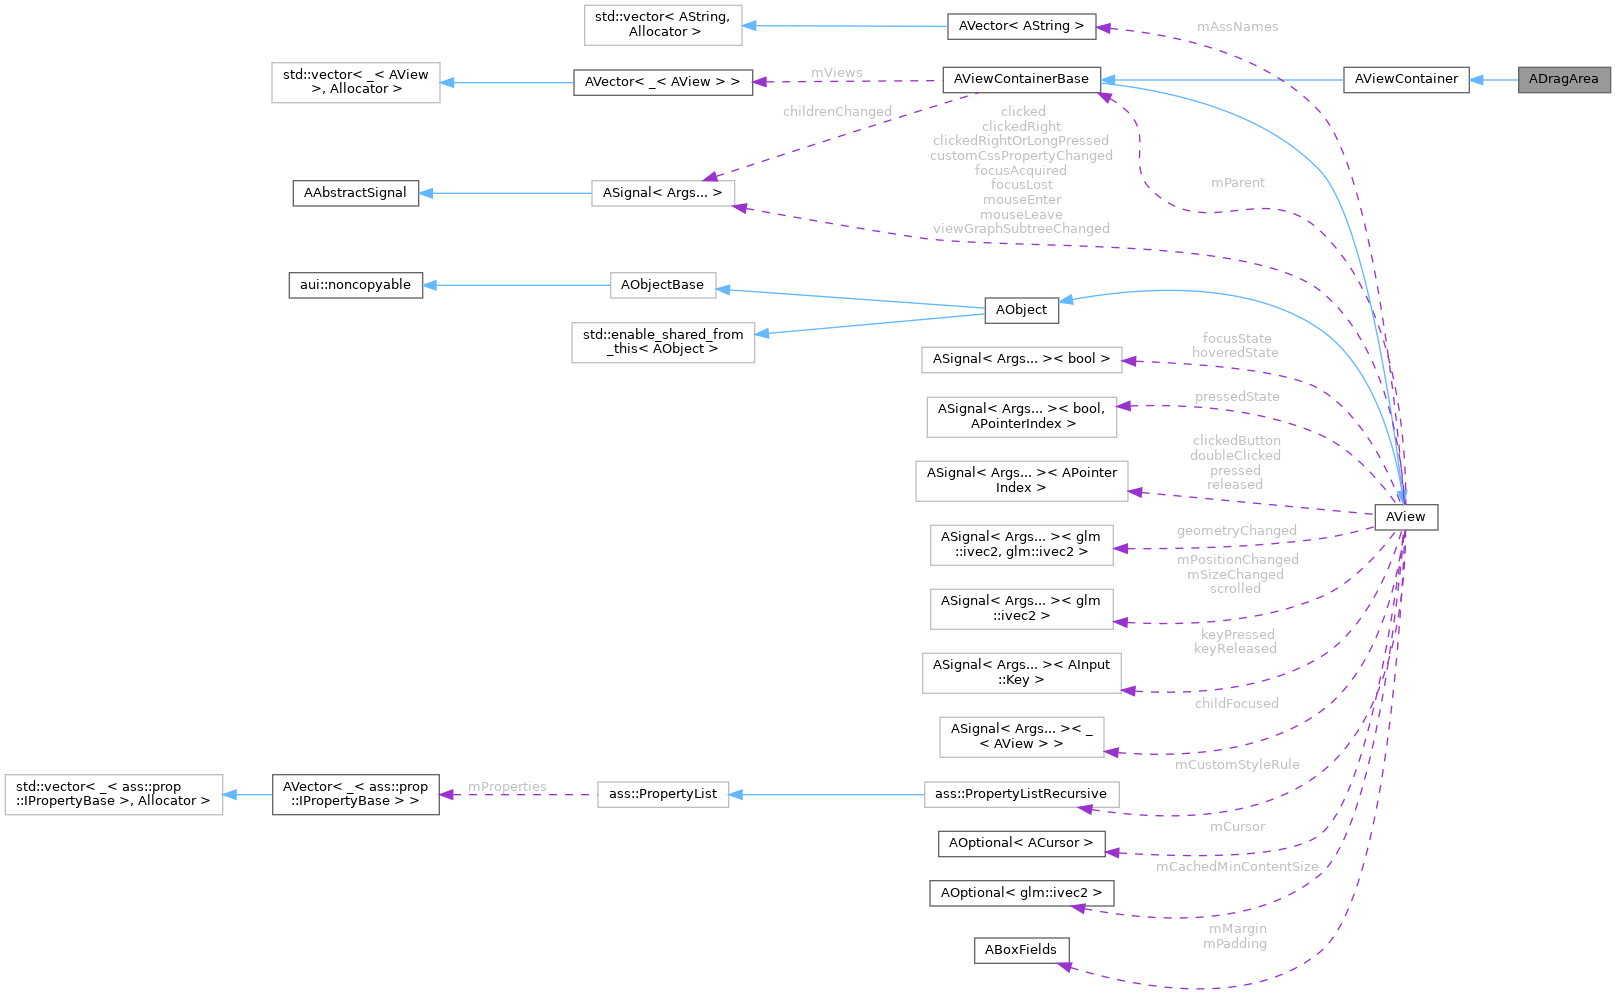 std::vector< AString,
Allocator >
AVector< AString >
mAssNames
std::vector< _< AView
>, Allocator >
AVector< _< AView > >
mViews
AViewContainerBase
AViewContainer
ADragArea
childrenChanged
clicked
clickedRight
clickedRightOrLongPressed
customCssPropertyChanged
focusAcquired
focusLost
mouseEnter
mouseLeave
viewGraphSubtreeChanged
mParent
AAbstractSignal
ASignal< Args... >
aui::noncopyable
AObjectBase
AObject
std::enable_shared_from
_this< AObject >
ASignal< Args... >< bool >
focusState
hoveredState
ASignal< Args... >< bool,
APointerIndex >
pressedState
ASignal< Args... >< APointer
Index >
clickedButton
doubleClicked
pressed
released
AView
ASignal< Args... >< glm
::ivec2, glm::ivec2 >
geometryChanged
ASignal< Args... >< glm
::ivec2 >
mPositionChanged
mSizeChanged
scrolled
ASignal< Args... >< AInput
::Key >
keyPressed
keyReleased
ASignal< Args... >< _
< AView > >
childFocused
std::vector< _< ass::prop
::IPropertyBase >, Allocator >
AVector< _< ass::prop
::IPropertyBase > >
mProperties
ass::PropertyList
ass::PropertyListRecursive
mCustomStyleRule
AOptional< ACursor >
mCursor
AOptional< glm::ivec2 >
mCachedMinContentSize
ABoxFields
mMargin
mPadding